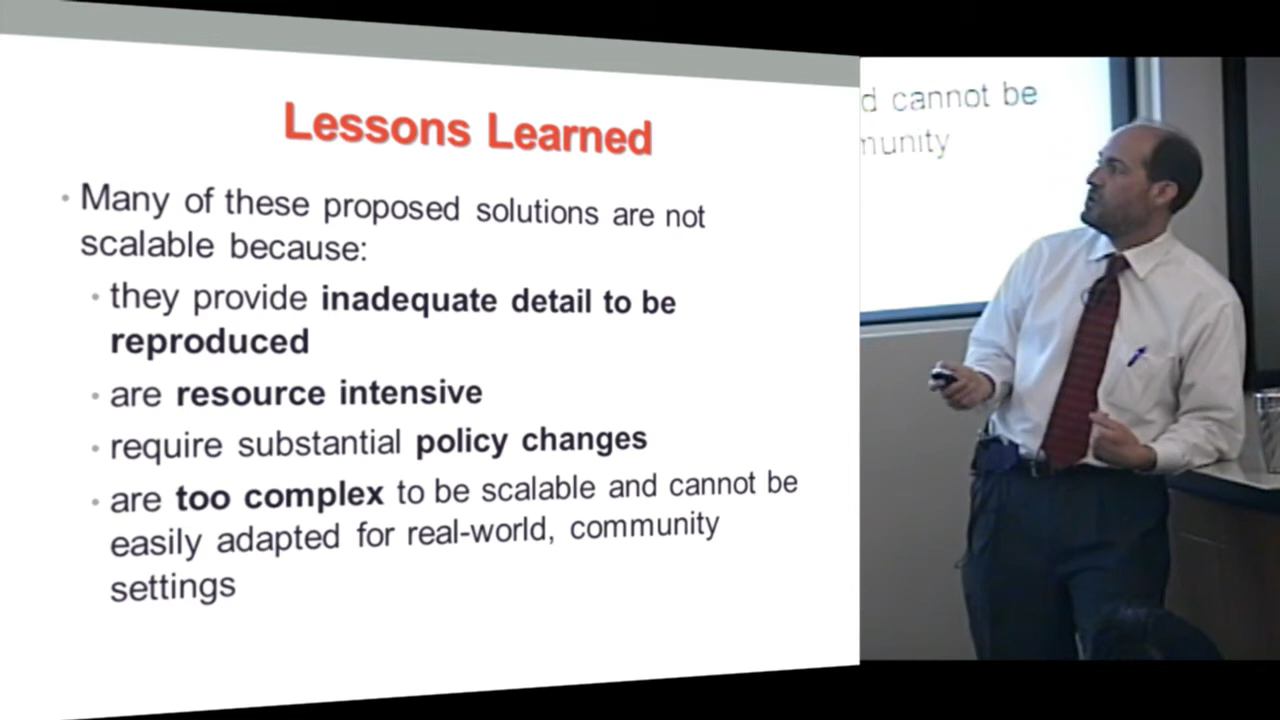 Lessons Learned
• Many of these proposed solutions are not
scalable because:
• they provide inadequate detail to be
reproduced
• are resource intensive
• require substantial policy changes
• are too complex to be scalable and cannot be
easily adapted for real-world, community
settings
d cannot be
munity